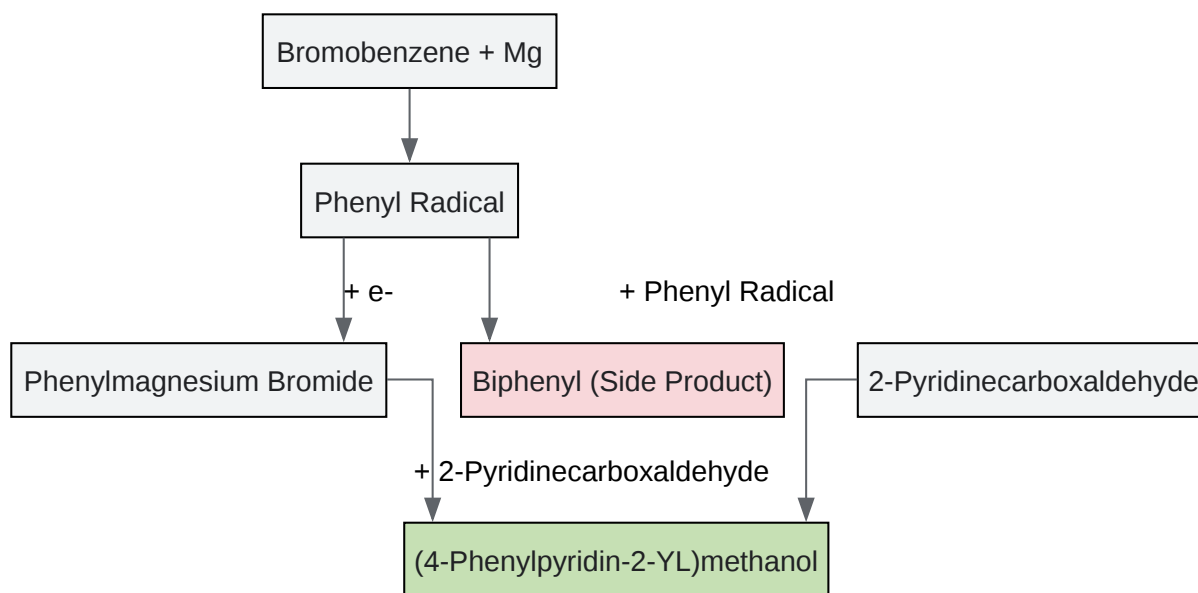 Bromobenzene + Mg
Phenyl Radical
+ e-
+ Phenyl Radical
Phenylmagnesium Bromide
Biphenyl (Side Product)
2-Pyridinecarboxaldehyde
+ 2-Pyridinecarboxaldehyde
(4-Phenylpyridin-2-YL)methanol